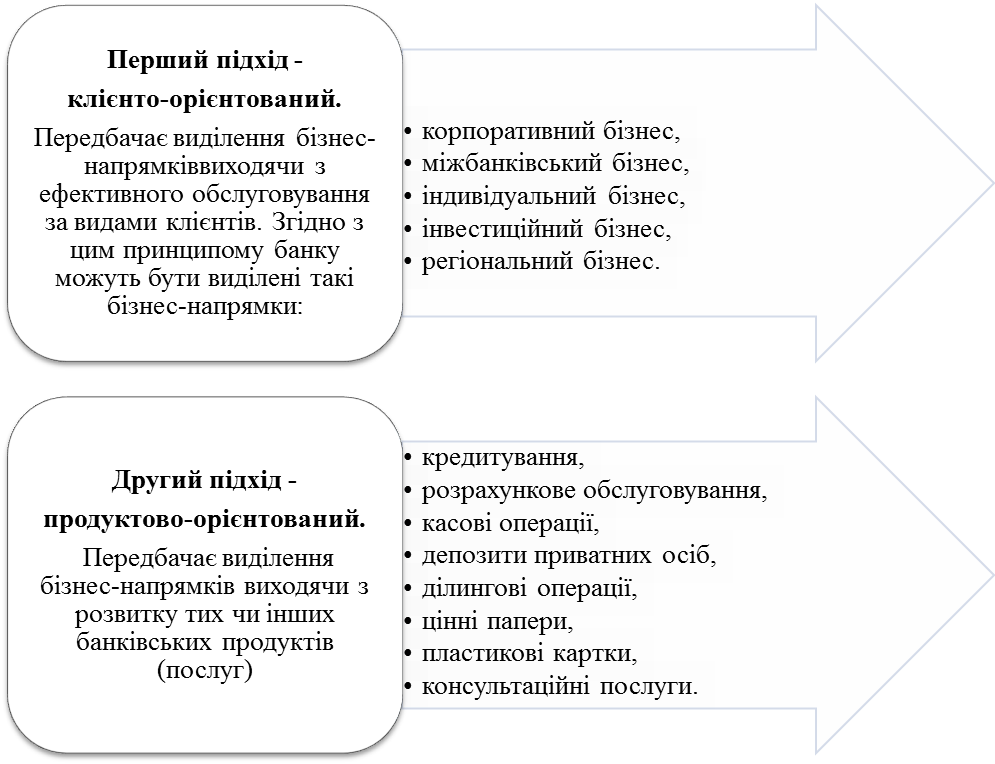 Перший підхід -
клієнто-орієнтований.
Передбачає виділення бізнес-
напрямківвиходячи з
ефективного обслуговування
за видами клієнтів. Згідно з
цим принципому банку
можуть бути виділені такі
бізнес-напрямки:
• корпоративний бізнес,
• міжбанківський бізнес,
• індивідуальний бізнес,
• інвестиційний бізнес,
• регіональний бізнес.
Другий підхід -
продуктово-орієнтований.
Передбачає виділення
бізнес-напрямків виходячи з
розвитку тих чи інших
банківських продуктів
(послуг)
• кредитування,
• розрахункове обслуговування,
• касові операції,
• депозити приватних осіб,
• ділингові операції,
• цінні папери,
• пластикові картки,
• консультаційні послуги.